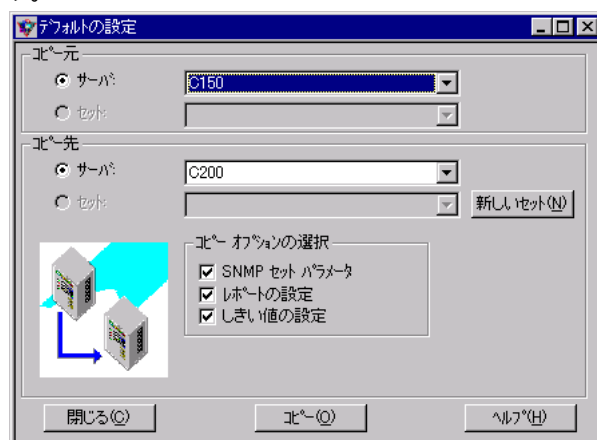 デフォルトの設定
コピー元
サーバ:
C150
セット:
コピー先
サーバ:
C200
セット:
新しいセット(N)
コピー オプションの選択
SNMP セット パラメータ
レポートの設定
しきい値の設定
閉じる(C)
コピー(O)
ヘルプ(H)